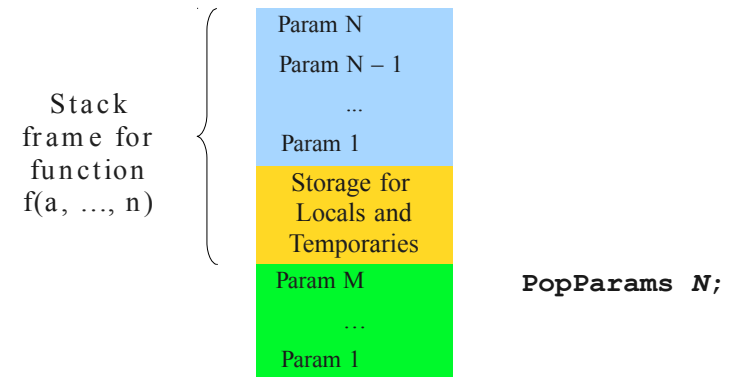 Stack
frame for
function
f(a, …, n)
Param N
Param N – 1
...
Param 1
Storage for
Locals and
Temporaries
Param M
…
Param 1
PopParams N;